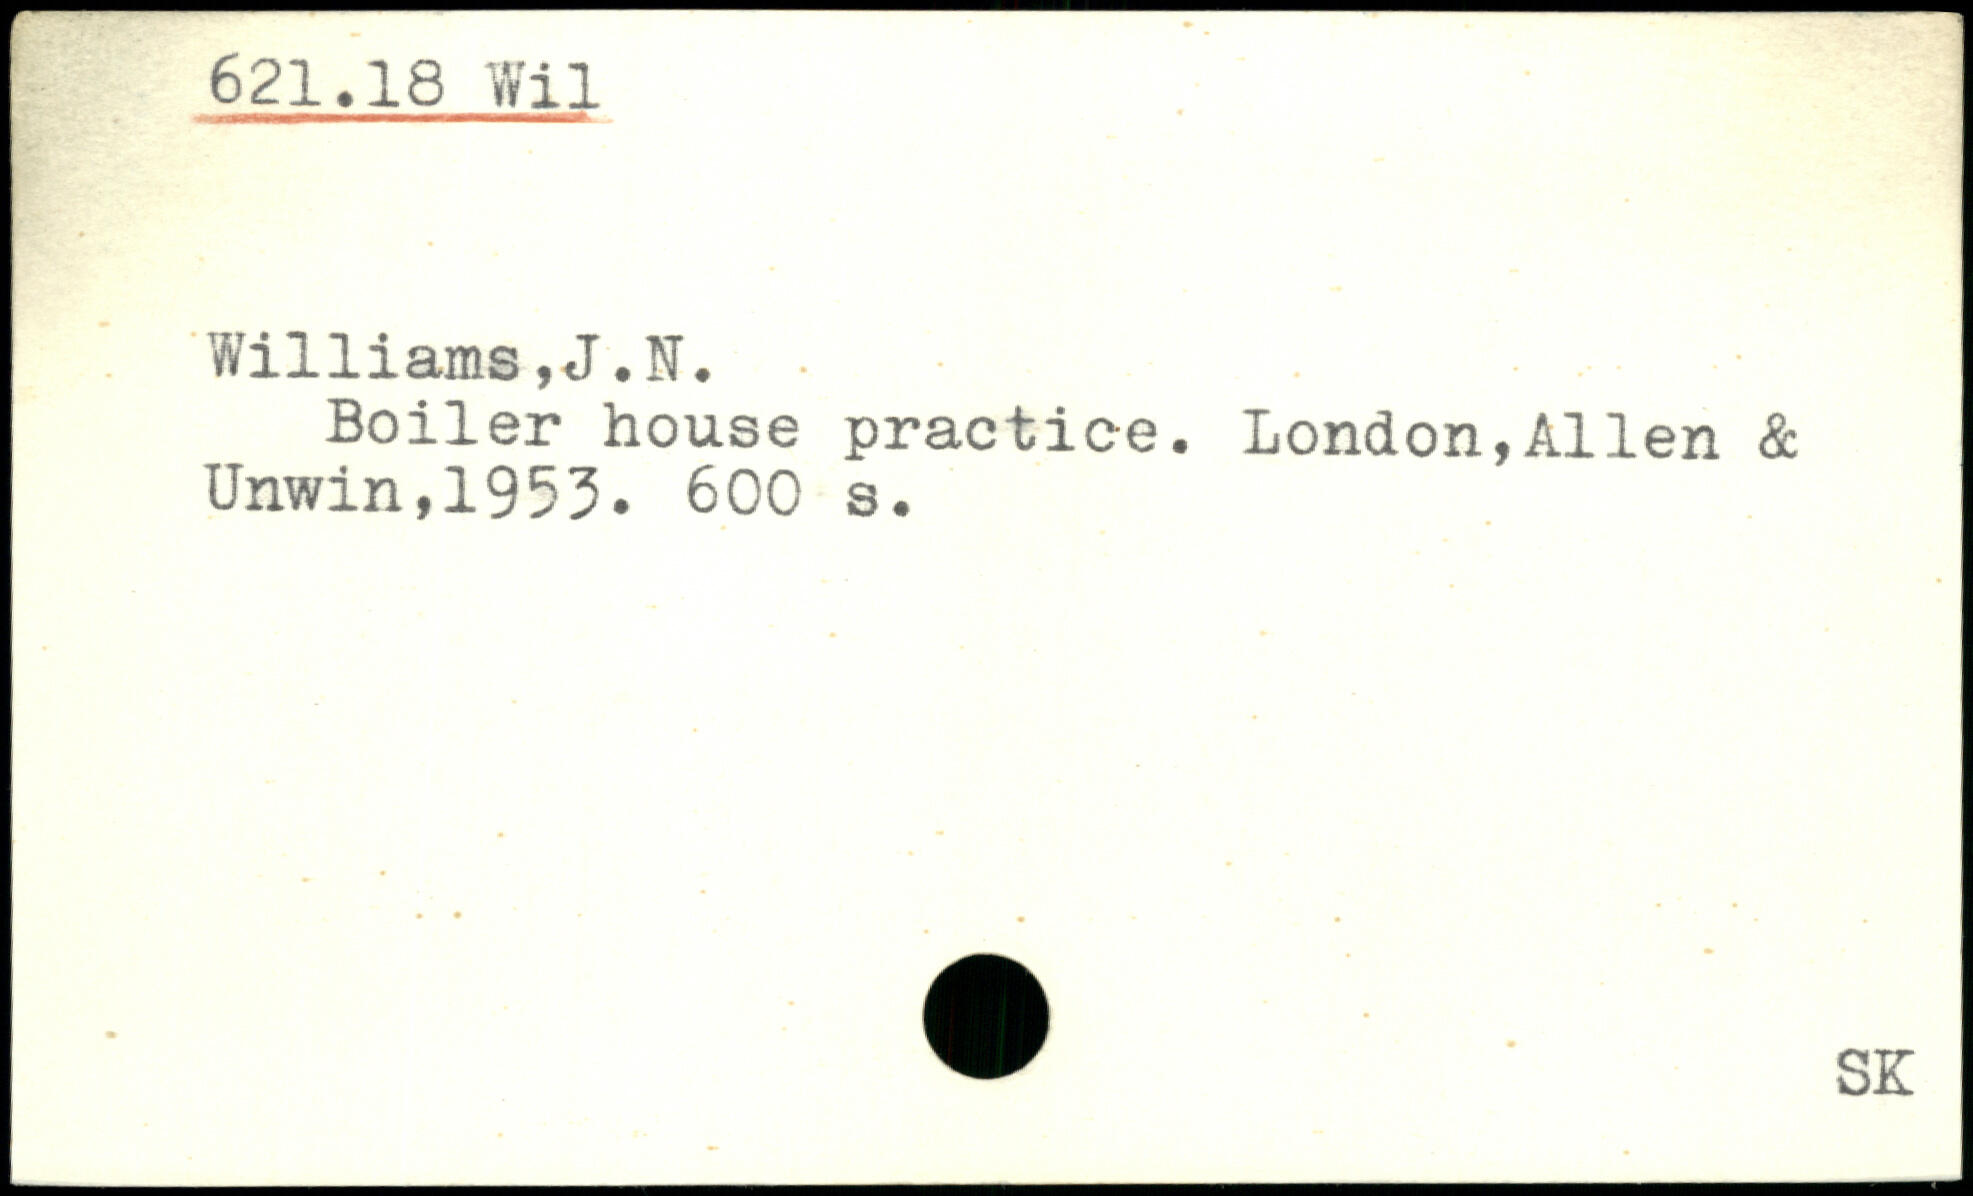 621.18 Wil
Williams,J.N.
Boiler house practice. London,Allen &
Unwin,1953. 600 s.
SK